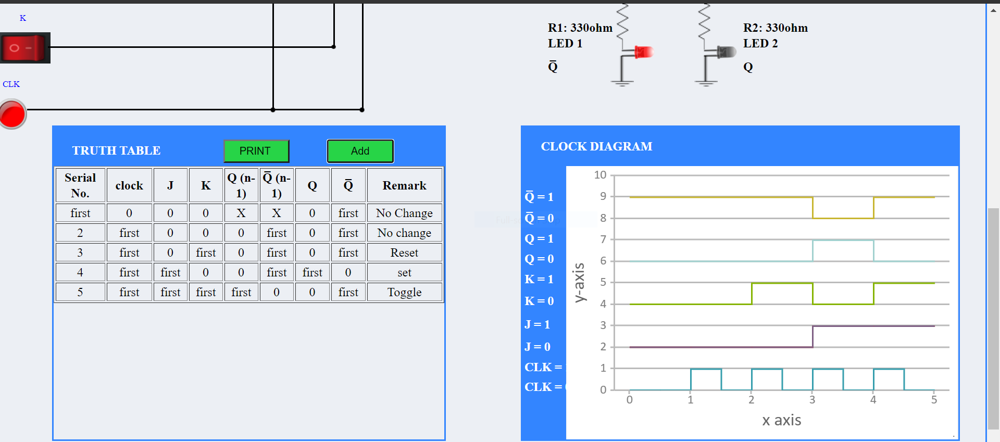 K
CLK
R1: 330ohm
LED 1
Q̅
R2: 330ohm
LED 2
Q
TRUTH TABLE
PRINT
Add
Serial No. clock J K Q (n-1) Q̅ (n-1) Q Q̅ Remark
first 0 0 0 X X 0 first No Change
2 first 0 0 0 first 0 first No change
3 first 0 first 0 first 0 first Reset
4 first first 0 0 first first 0 set
5 first first first first 0 0 first Toggle
CLOCK DIAGRAM
Q̅ = 1
Q̅ = 0
Q = 1
Q = 0
K = 1
K = 0
J = 1
J = 0
CLK =
CLK =
y-axis
10
9
8
7
6
5
4
3
2
1
0
0 1 2 3 4 5
x axis